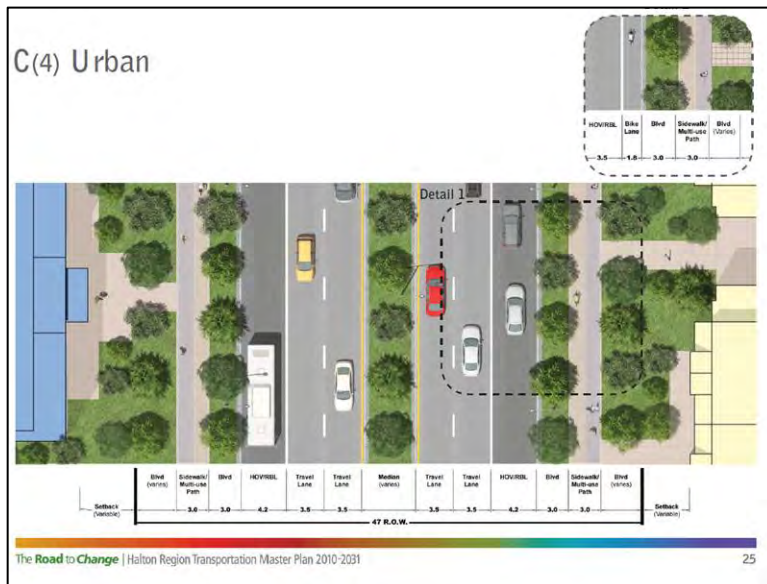 C(4) Urban
HOV/RBL
Bike Lane
Blvd
Sidewalk/ Multi-use Path
Blvd (Varies)
3.5 1.8 3.0 3.0
Detail 1
Setback (Variable)
Blvd (varies)
Sidewalk/ Multi-use Path
Blvd
HOV/RBL
Travel Lane
Travel Lane
Median (varies)
Travel Lane
Travel Lane
HOV/RBL
Blvd
Sidewalk/ Multi-use Path
Blvd (varies)
Setback (Variable)
3.0 3.0 4.2 3.5 3.5 3.5 3.5 4.2 3.0 3.0
47 R.O.W.
The Road to Change | Halton Region Transportation Master Plan 2010-2031
25